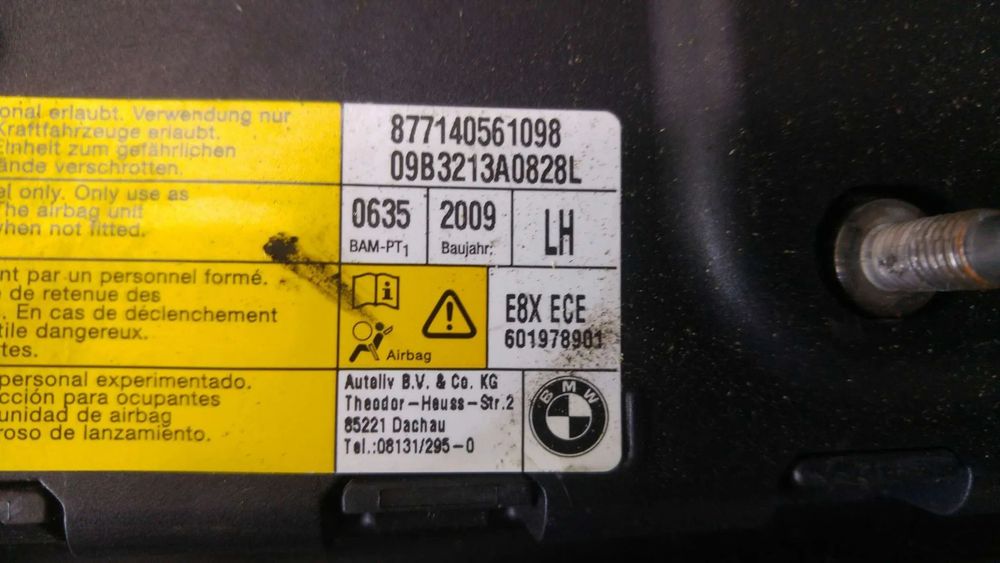 onal erlaubt. Verwendung nur
Kraftfahrzeuge erlaubt.
Einheit zum gefährlichen
ände verschrotten.
el only. Only use as
The airbag unit
when not fitted.
ent par un personnel formé.
e de retenue des
. En cas de déclenchement
tile dangereux.
tes.
personal experimentado.
cción para ocupantes
unidad de airbag
roso de lanzamiento.
877140561098
09B3213A0828L
0635
BAM-PT1
2009
Baujahr:
LH
i
Airbag
E8X ECE
601978901
Autoliv B.V. & Co. KG
Theodor-Heuss-Str.2
85221 Dachau
Tel.:08131/295-0
BMW